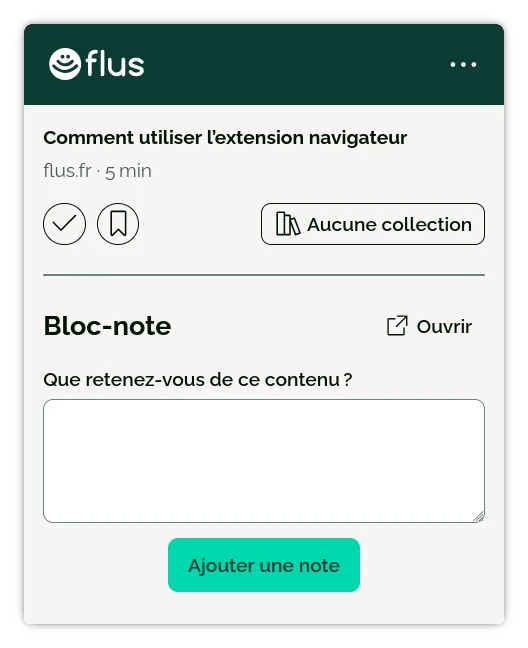 flus
Comment utiliser l’extension navigateur
flus.fr · 5 min
Aucune collection
Bloc-note
Ouvrir
Que retenez-vous de ce contenu ?
Ajouter une note